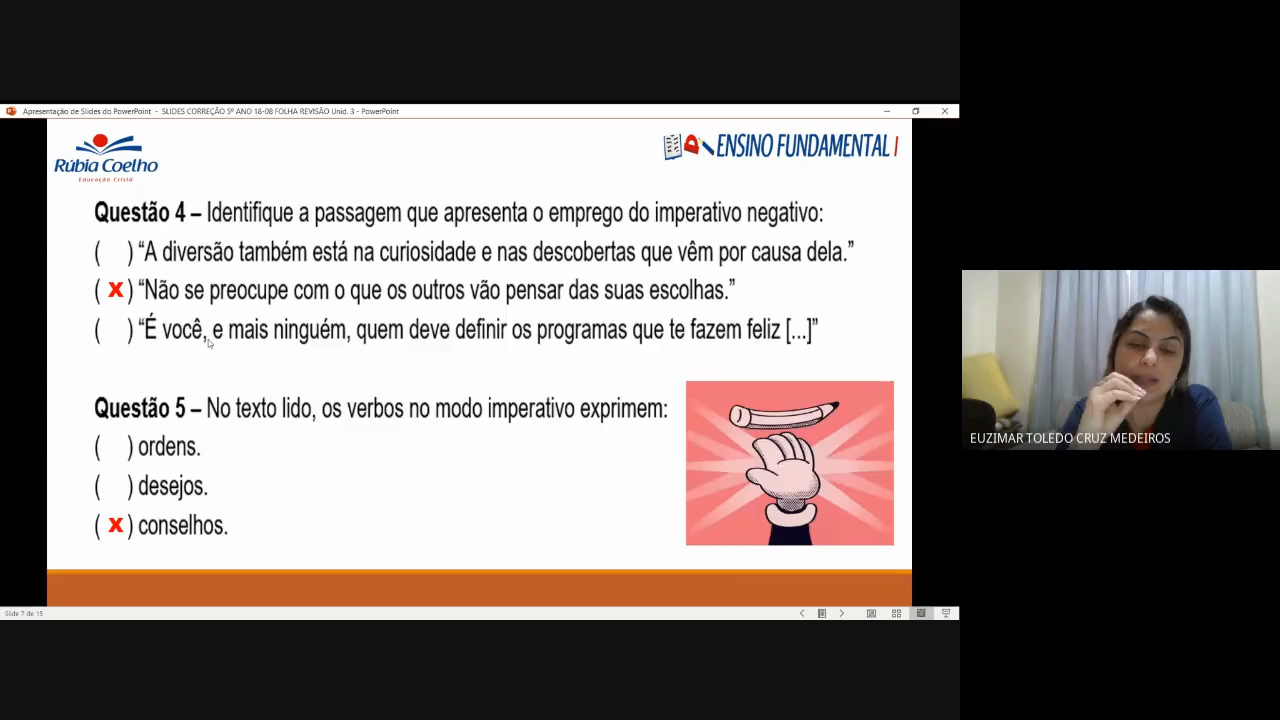 Apresentação de Slides do PowerPoint - SLIDES CORREÇÃO 5º ANO 18-08 FOLHA REVISÃO Unid. 3 - PowerPoint
Rúbia Coelho
Educação Cristã
ENSINO FUNDAMENTAL I
Questão 4 – Identifique a passagem que apresenta o emprego do imperativo negativo:
( ) “A diversão também está na curiosidade e nas descobertas que vêm por causa dela.”
( x ) “Não se preocupe com o que os outros vão pensar das suas escolhas.”
( ) “É você, e mais ninguém, quem deve definir os programas que te fazem feliz [...]”
Questão 5 – No texto lido, os verbos no modo imperativo exprimem:
( ) ordens.
( ) desejos.
( x ) conselhos.
EUZIMAR TOLEDO CRUZ MEDEIROS
Slide 7 de 15